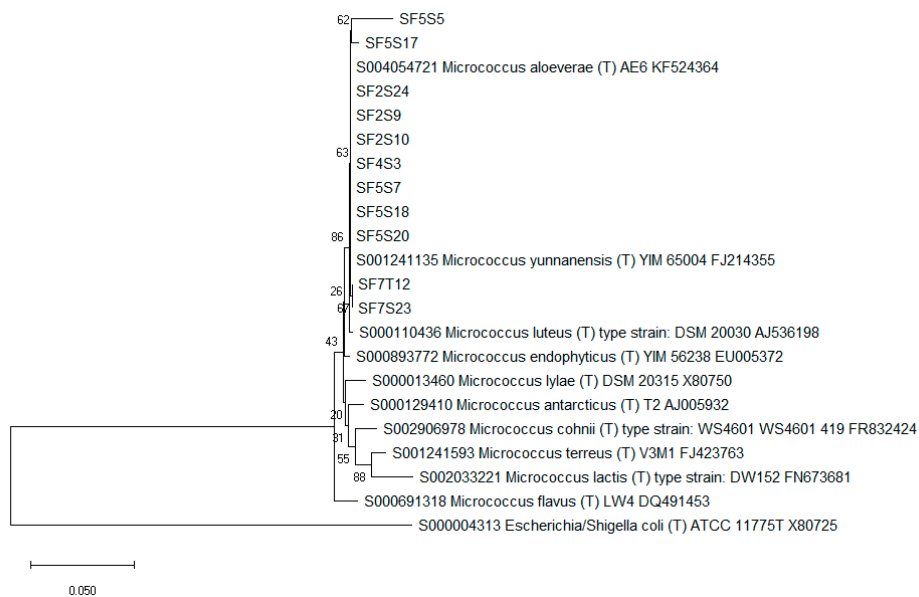 62
SF5S5
SF5S17
S004054721 Micrococcus aloeverae (T) AE6 KF524364
SF2S24
SF2S9
SF2S10
63
SF4S3
SF5S7
SF5S18
86
SF5S20
S001241135 Micrococcus yunnanensis (T) YIM 65004 FJ214355
26
SF7T12
67
SF7S23
S000110436 Micrococcus luteus (T) type strain: DSM 20030 AJ536198
43
S000893772 Micrococcus endophyticus (T) YIM 56238 EU005372
S000013460 Micrococcus lylae (T) DSM 20315 X80750
S000129410 Micrococcus antarcticus (T) T2 AJ005932
20
S002906978 Micrococcus cohnii (T) type strain: WS4601 WS4601 419 FR832424
31
S001241593 Micrococcus terreus (T) V3M1 FJ423763
55
88
S002033221 Micrococcus lactis (T) type strain: DW152 FN673681
S000691318 Micrococcus flavus (T) LW4 DQ491453
S000004313 Escherichia/Shigella coli (T) ATCC 11775T X80725
0.050